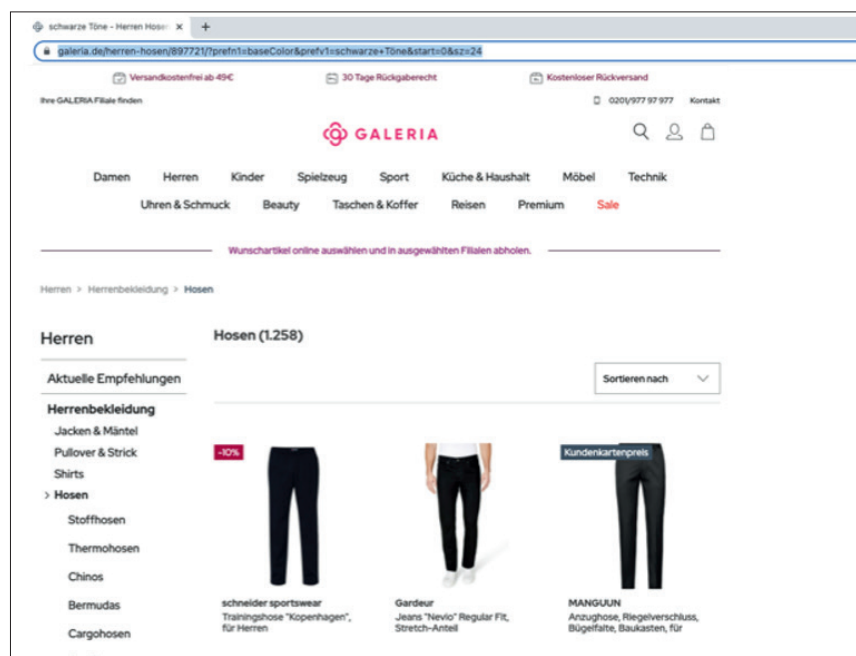 schwarze Töne – Herren Hosen
galeria.de/herren-hosen/897721/?prefn1=baseColor&prefv1=schwarze+Töne&start=0&sz=24
Versandkostenfrei ab 49€ 30 Tage Rückgaberecht Kostenloser Rückversand
Ihre GALERIA Filiale finden 0201/977 97 977 Kontakt
GALERIA
Damen Herren Kinder Spielzeug Sport Küche & Haushalt Möbel Technik
Uhren & Schmuck Beauty Taschen & Koffer Reisen Premium Sale
Wunschartikel online auswählen und in ausgewählten Filialen abholen.
Herren > Herrenbekleidung > Hosen
Herren
Hosen (1.258)
Aktuelle Empfehlungen
Sortieren nach
Herrenbekleidung
Jacken & Mäntel
Pullover & Strick
Shirts
> Hosen
Stoffhosen
Thermohosen
Chinos
Bermudas
Cargohosen
-10%
schneider sportswear
Trainingshose "Kopenhagen",
für Herren
Gardeur
Jeans "Nevio" Regular Fit,
Stretch-Anteil
Kundenkartenpreis
MANGUUN
Anzughose, Riegelverschluss,
Bügelfalte, Baukasten, für